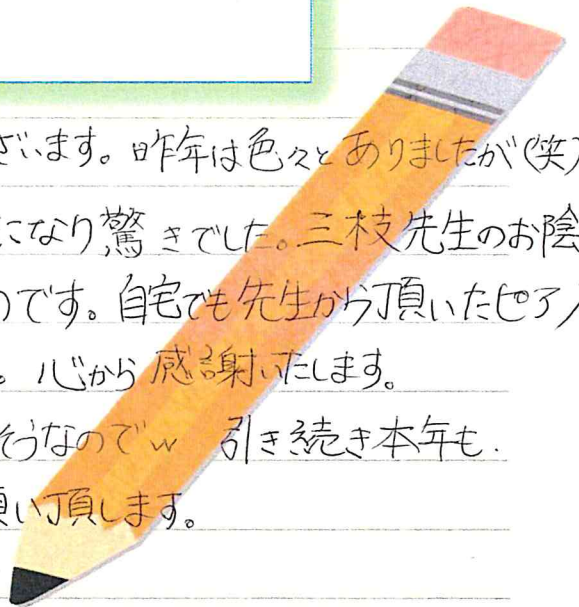 ざいます。昨年は色々とありましたが(笑)
になり驚きでした。三枝先生のお陰
のです。自宅でも先生から頂いたピアノ
。心から感謝いたします。
そうなのでw 引き続き本年も.
願い頂します。